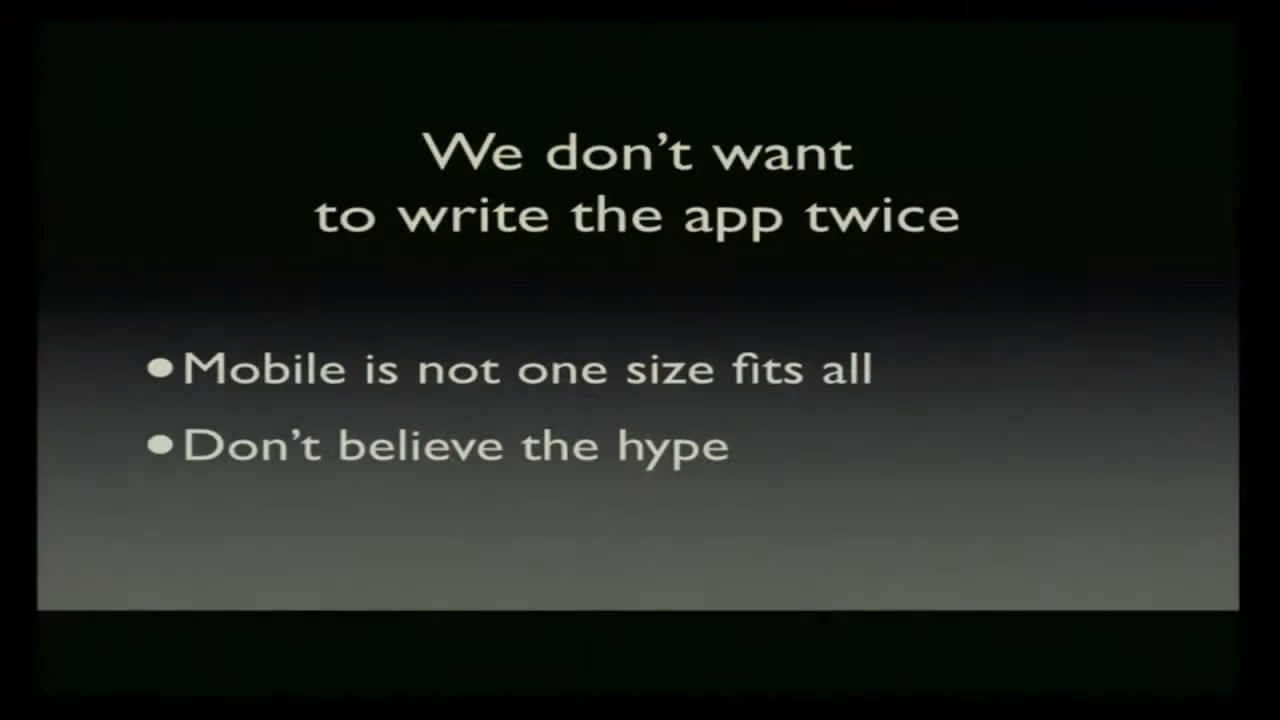 We don't want
to write the app twice
•Mobile is not one size fits all
•Don't believe the hype